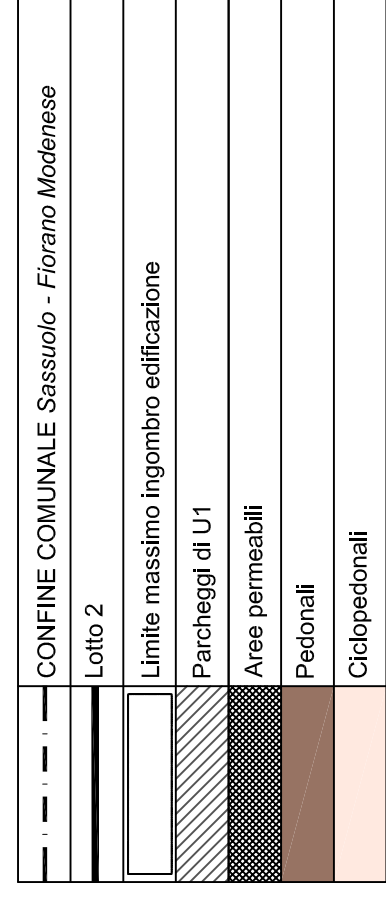 CONFINE COMUNALE Sassuolo - Fiorano Modenese
Lotto 2
Limite massimo ingombro edificazione
Parcheggi di U1
Aree permeabili
Pedonali
Ciclopedonali